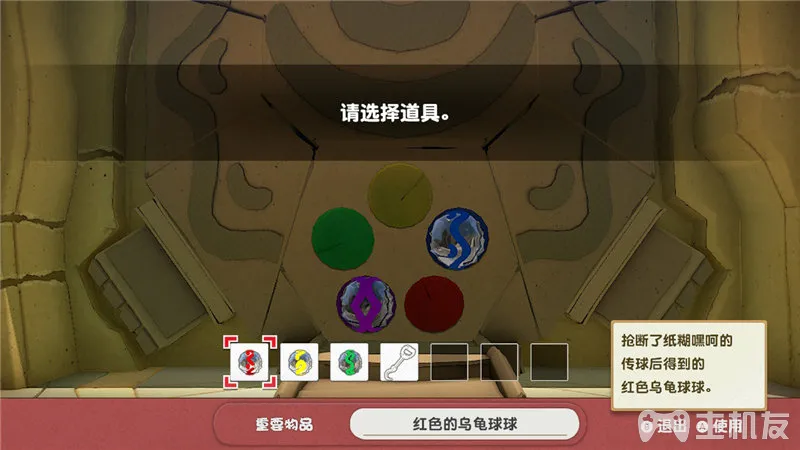 请选择道具。
抢断了纸糊嘿呵的
传球后得到的
红色乌龟球球。
重要物品
红色的乌龟球球
B 退出 A 使用
主机友